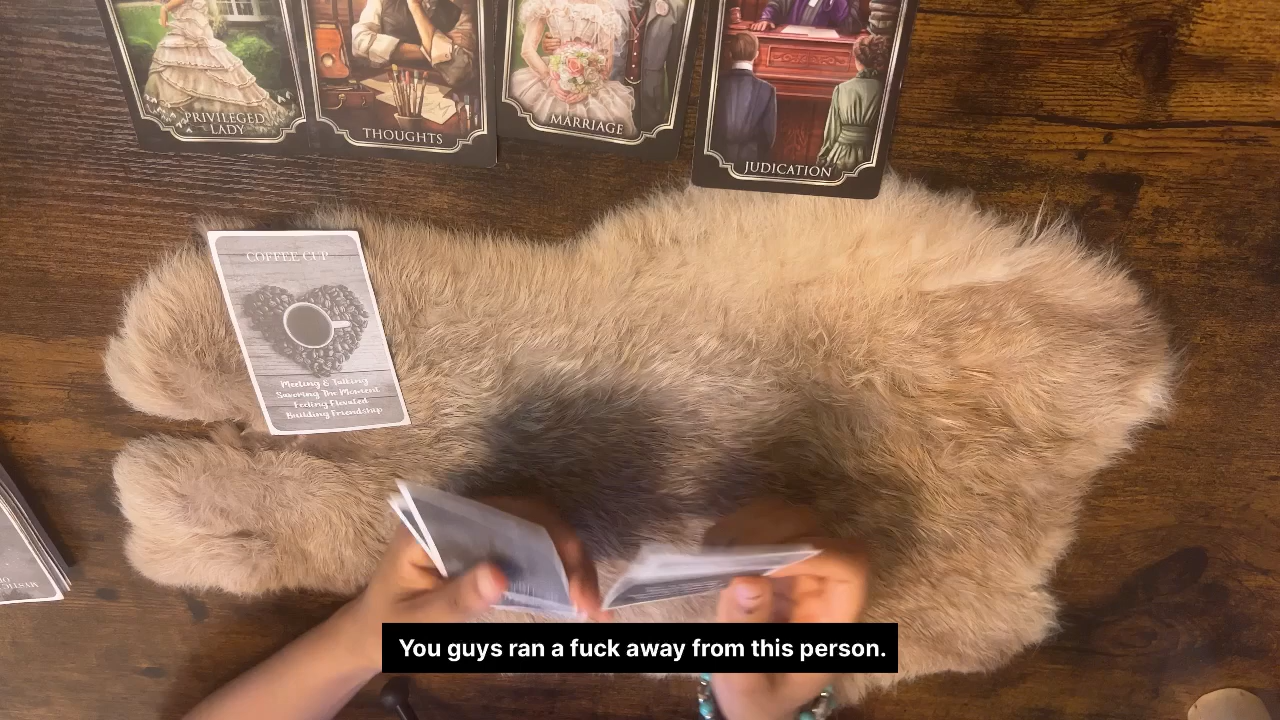 PRIVILEGED
LADY
THOUGHTS
MARRIAGE
JUDICATION
COFFEE CUP
Meeting & Talking
Savoring The Moment
Feeling Elevated
Building Friendship
You guys ran a fuck away from this person.